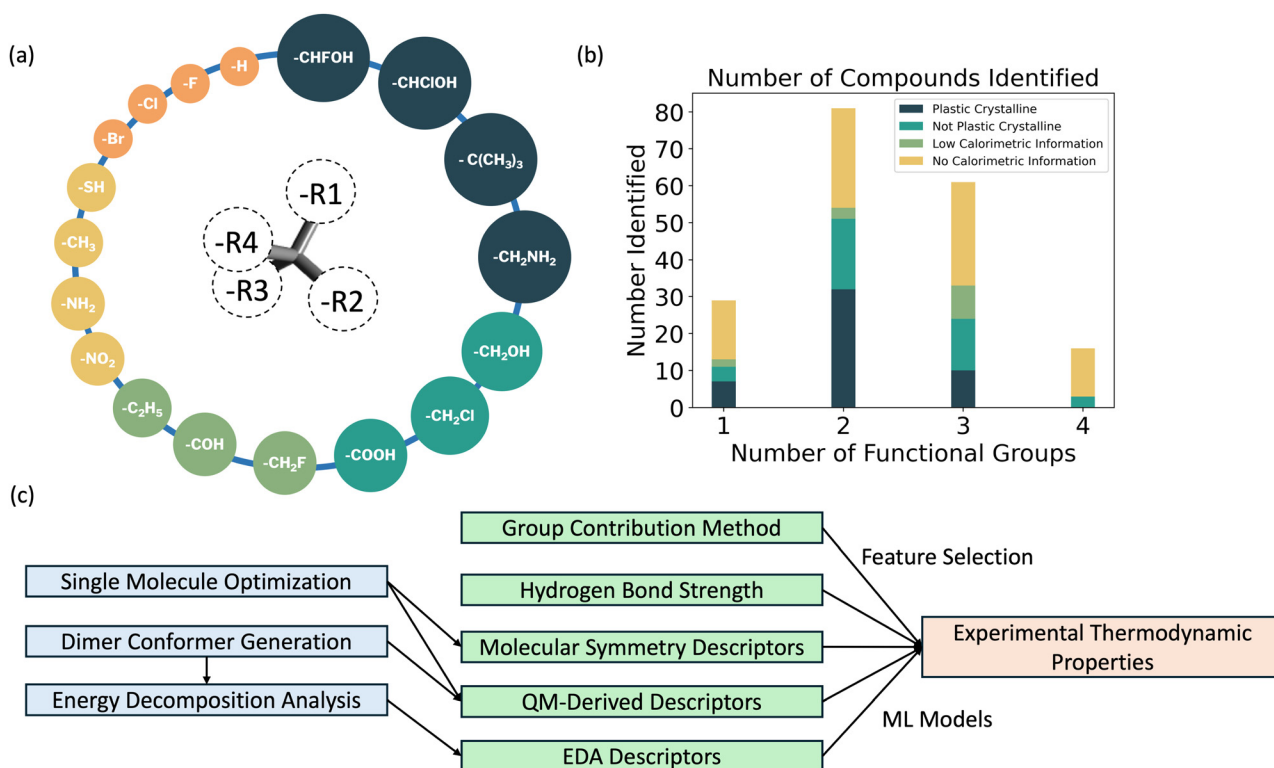 (a)
-H
-F
-Cl
-Br
-SH
-CH₃
-NH₂
-NO₂
-C₂H₅
-COH
-CH₂F
-COOH
-CH₂Cl
-CH₂OH
-CH₂NH₂
- C(CH₃)₃
-CHClOH
-CHFOH
-R1
-R4
-R3
-R2
(b)
Number of Compounds Identified
Plastic Crystalline
Not Plastic Crystalline
Low Calorimetric Information
No Calorimetric Information
80
70
60
50
40
30
20
10
0
Number Identified
1 2 3 4
Number of Functional Groups
(c)
Single Molecule Optimization
Dimer Conformer Generation
Energy Decomposition Analysis
Group Contribution Method
Hydrogen Bond Strength
Molecular Symmetry Descriptors
QM-Derived Descriptors
EDA Descriptors
Feature Selection
ML Models
Experimental Thermodynamic
Properties